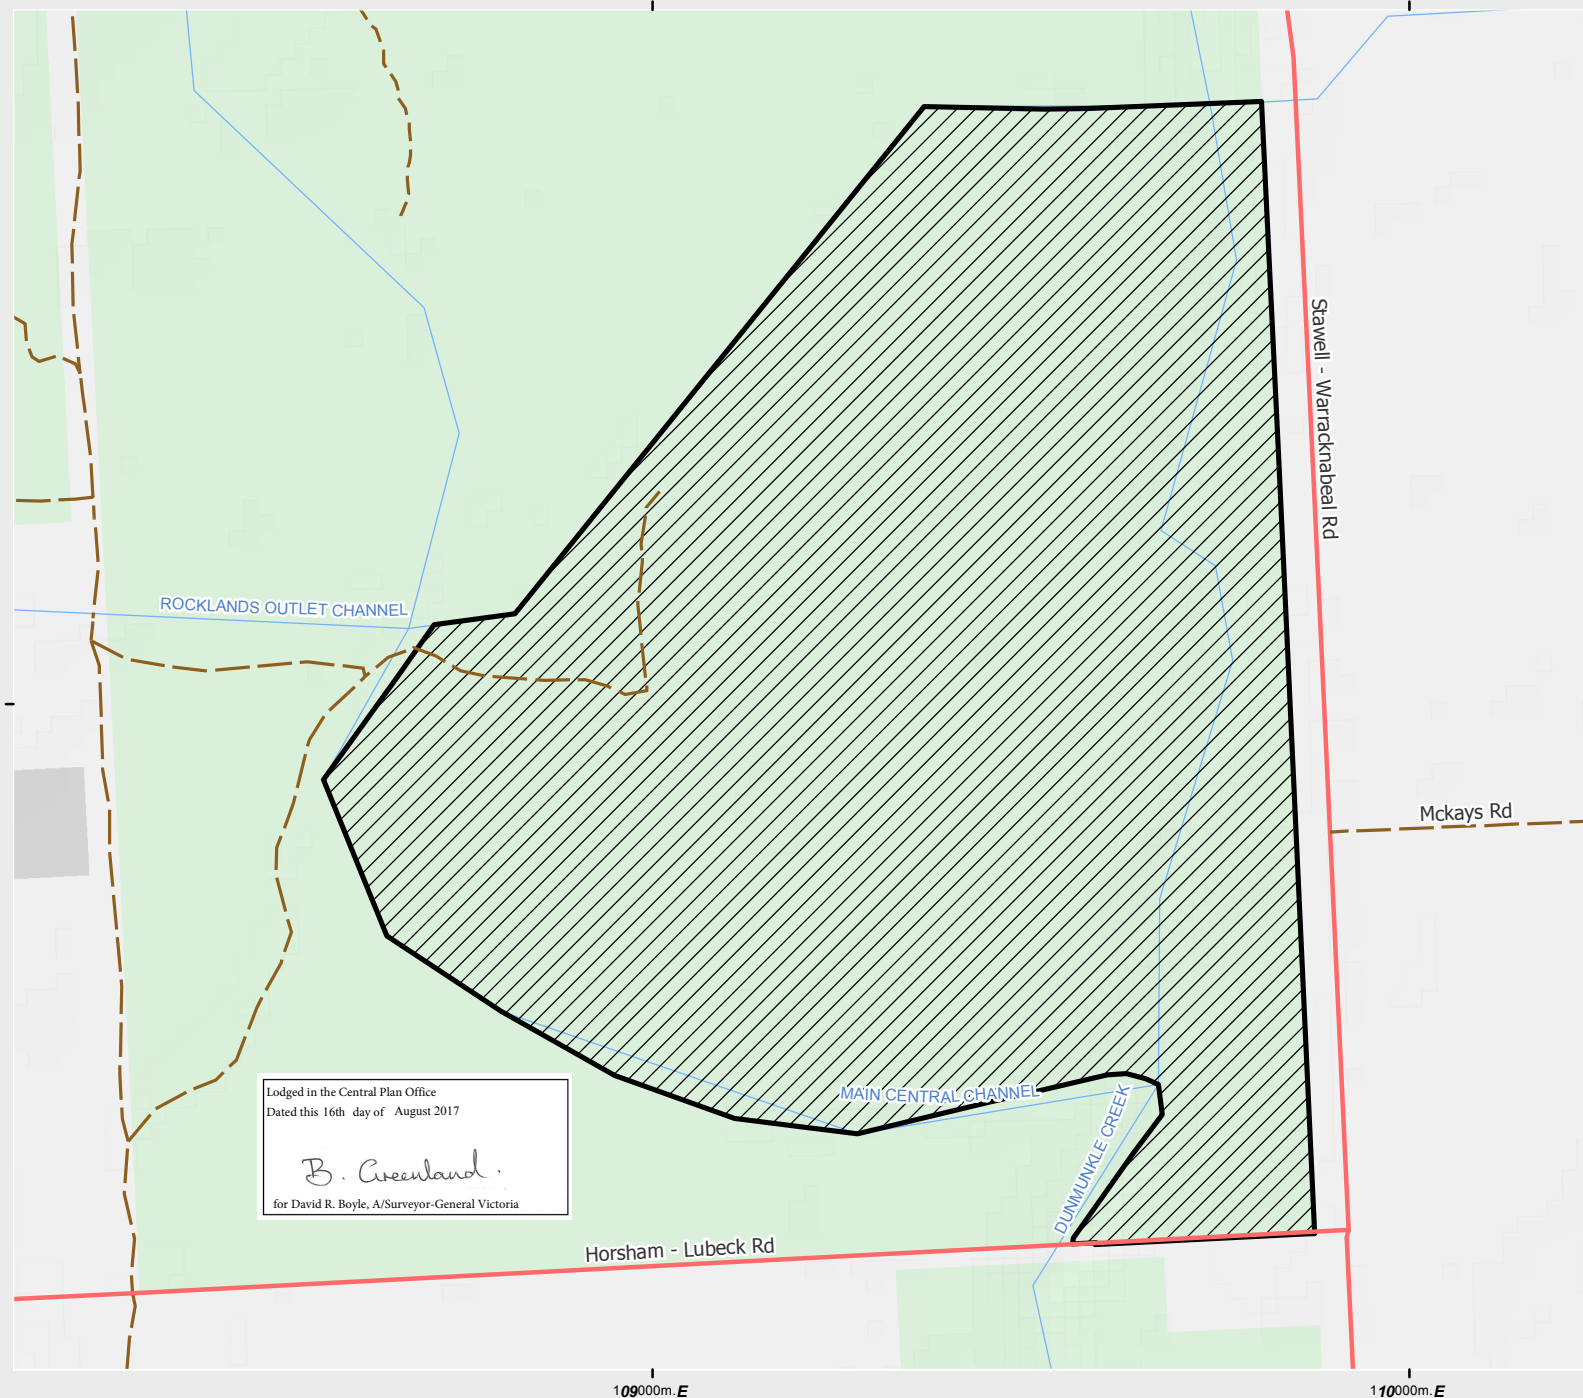 Stawell - Warracknabeal Rd
ROCKLANDS OUTLET CHANNEL
Mckays Rd
MAIN CENTRAL CHANNEL
DUNMUNKLE CREEK
Lodged in the Central Plan Office
Dated this 16th day of August 2017
B. Greenland.
for David R. Boyle, A/Surveyor-General Victoria
Horsham - Lubeck Rd
109000m.E
110000m.E